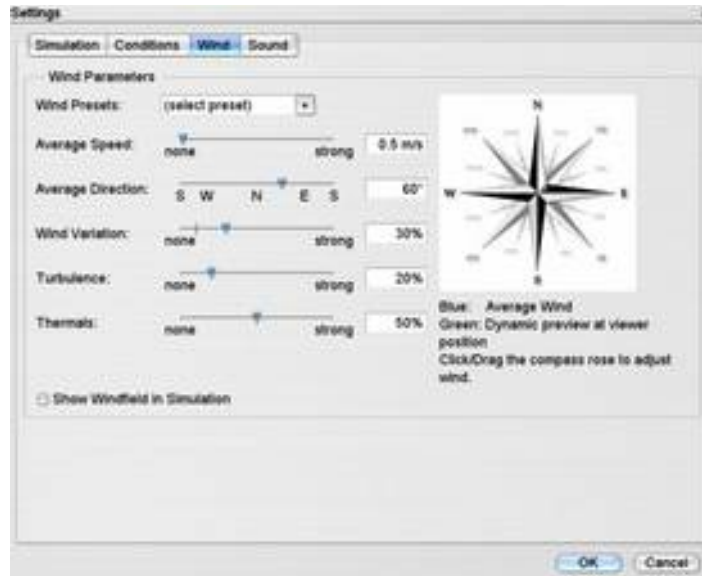 Settings
Simulation Conditions Wind Sound
Wind Parameters
Wind Presets: (select preset)
Average Speed: none strong 0.5 m/s
Average Direction: S W N E S 60°
Wind Variation: none strong 30%
Turbulence: none strong 20%
Thermals: none strong 50%
N
W E
S
Blue: Average Wind
Green: Dynamic preview at viewer
position
Click/Drag the compass rose to adjust
wind.
Show Windfield in Simulation
OK Cancel